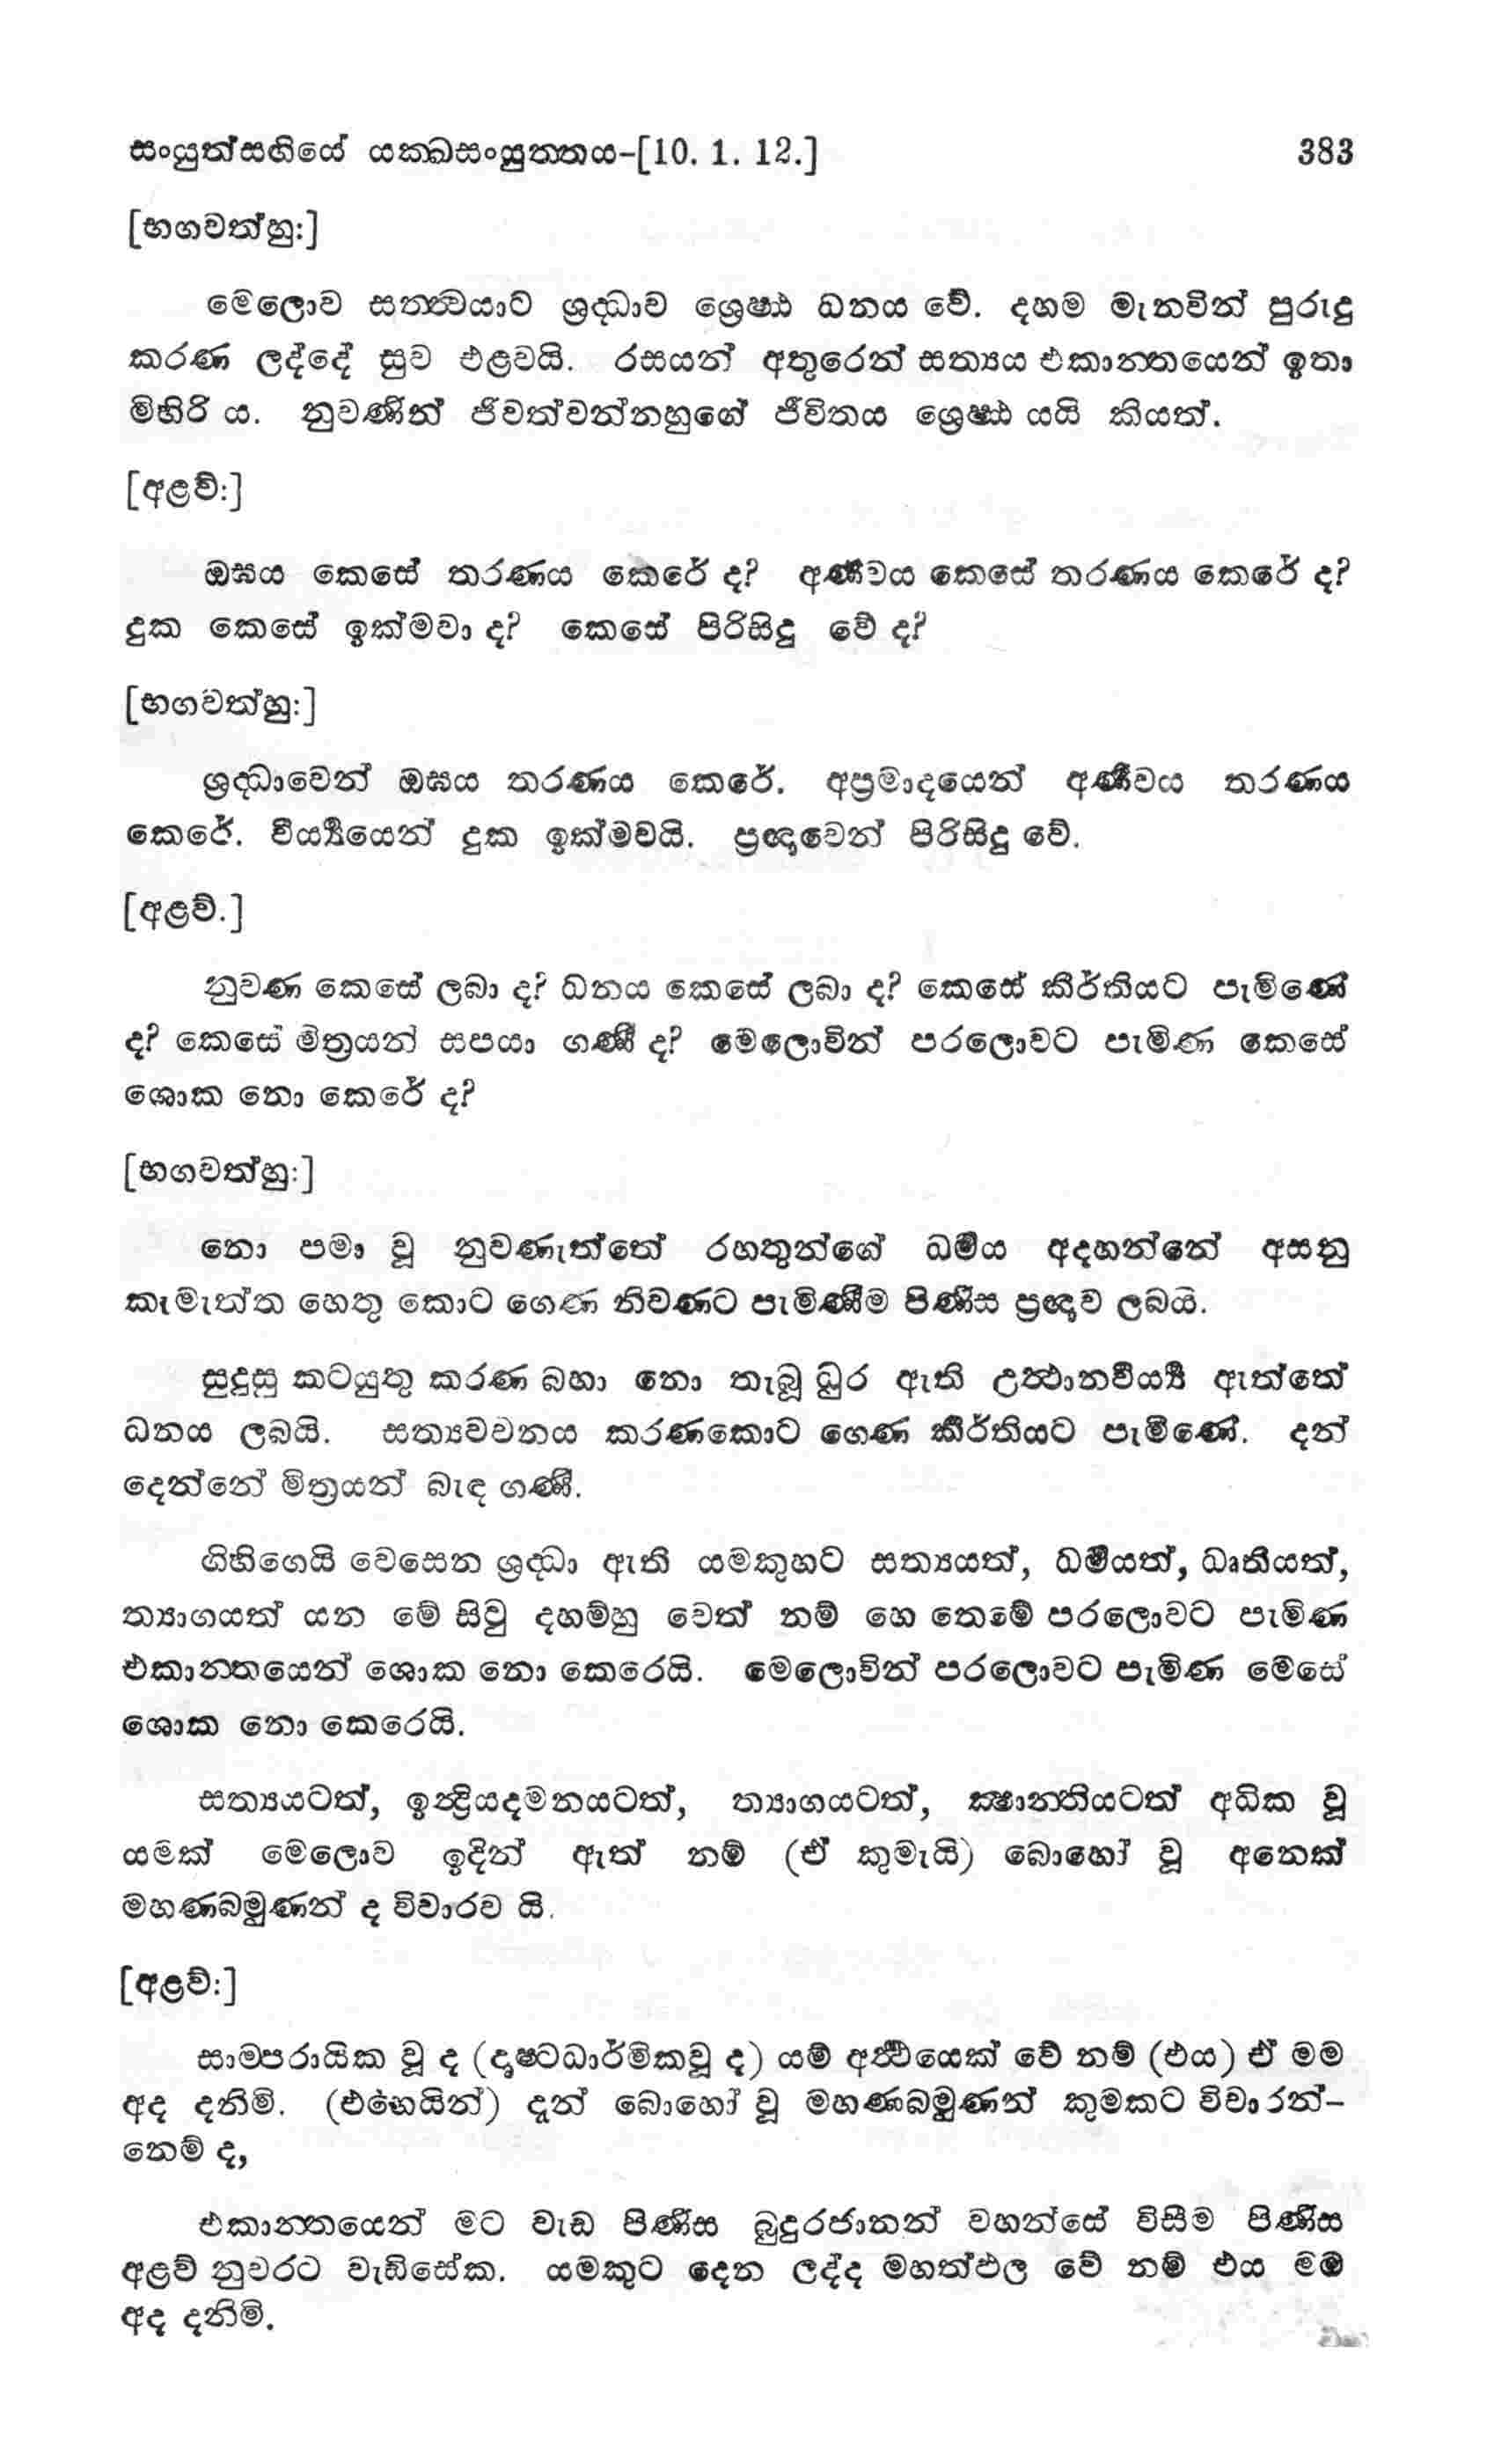 සංයුත්සඟියේ යක්ඛසංයුත්තය-[10. 1. 12.] 383
[භගවත්හු:]
මෙලොව සත්ත්වයාට ශ්‍රද්ධාව ශ්‍රෙෂ්ඨ ධනය වේ. දහම මැනවින් පුරුදු
කරණ ලද්දේ සුව එළවයි. රසයන් අතුරෙන් සත්‍යය එකාන්තයෙන් ඉතා
මිහිරි ය. නුවණින් ජීවත්වන්නහුගේ ජීවිතය ශ්‍රෙෂ්ඨ යයි කියත්.
[අළව්:]
ඔඝය කෙසේ තරණය කෙරේ ද? අර්‍ණවය කෙසේ තරණය කෙරේ ද?
දුක කෙසේ ඉක්මවා ද? කෙසේ පිරිසිදු වේ ද?
[භගවත්හු:]
ශ්‍රද්ධාවෙන් ඔඝය තරණය කෙරේ. අප්‍රමාදයෙන් අර්‍ණවය තරණය
කෙරේ. වීර්‍ය්‍යයෙන් දුක ඉක්මවයි. ප්‍රඥාවෙන් පිරිසිදු වේ.
[අළව්.]
නුවණ කෙසේ ලබා ද? ධනය කෙසේ ලබා ද? කෙසේ කීර්තියට පැමිණේ
ද? කෙසේ මිත්‍රයන් සපයා ගණී ද? මෙලොවින් පරලොවට පැමිණ කෙසේ
ශොක නො කෙරේ ද?
[භගවත්හු:]
නො පමා වූ නුවණැත්තේ රහතුන්ගේ ධර්‍මය අදහන්නේ අසනු
කැමැත්ත හෙතු කොට ගෙණ නිවණට පැමිණීම පිණිස ප්‍රඥාව ලබයි.
සුදුසු කටයුතු කරණ බහා නො තැබූ ධුර ඇති උත්ථානවීර්‍ය්‍ය ඇත්තේ
ධනය ලබයි. සත්‍යවචනය කරණකොට ගෙණ කීර්තියට පැමිණේ. දන්
දෙන්නේ මිත්‍රයන් බැඳ ගණී.
ගිහිගෙයි වෙසෙන ශ්‍රද්ධා ඇති යමකුහට සත්‍යයත්, ධර්‍මයත්, ධෘතියත්,
ත්‍යාගයත් යන මේ සිවු දහම්හු වෙත් නම් හෙ තෙමේ පරලොවට පැමිණ
එකාන්තයෙන් ශොක නො කෙරෙයි. මෙලොවින් පරලොවට පැමිණ මෙසේ
ශොක නො කෙරෙයි.
සත්‍යයටත්, ඉන්ද්‍රියදමනයටත්, ත්‍යාගයටත්, ක්ෂාන්තියටත් අධික වූ
යමක් මෙලොව ඉදින් ඇත් නම් (ඒ කුමැයි) බොහෝ වූ අනෙක්
මහණබමුණන් ද විචාරව යි.
[අළව්:]
සාම්පරායික වූ ද (දෘෂ්ටධාර්මිකවූ ද) යම් අර්‍ත්ථයෙක් වේ නම් (එය) ඒ මම
අද දනිමි. (එහෙයින්) දැන් බොහෝ වූ මහණබමුණන් කුමකට විචාරන්-
නෙම් ද,
එකාන්තයෙන් මට වැඩ පිණිස බුදුරජානන් වහන්සේ විසීම පිණිස
අළව් නුවරට වැඩිසේක. යමකුට දෙන ලද්ද මහත්ඵල වේ නම් එය මම
අද දනිමි.